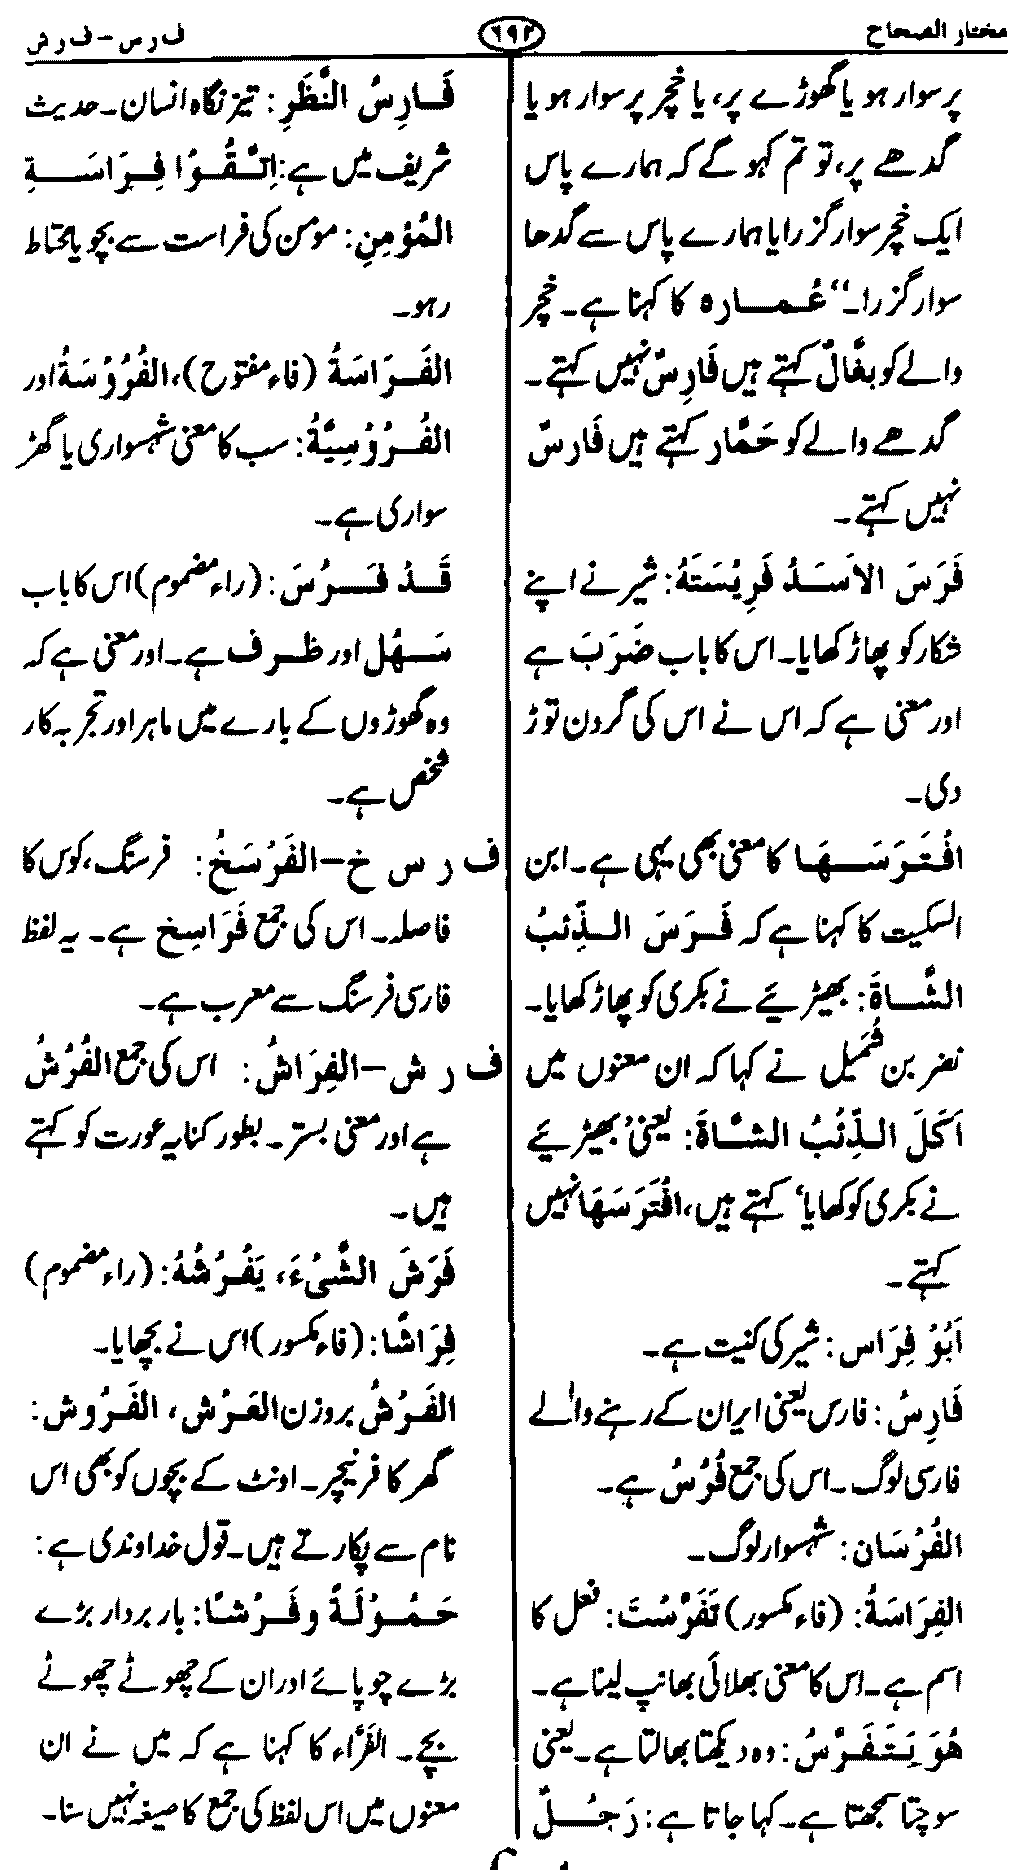 مختار الصحاح
٦٩٢
ف ر س – ف ر ش
پر سوار ہو یا گھوڑے پر، یا خچر پر سوار ہو یا
گدھے پر، تو تم کہو گے کہ ہمارے پاس
ایک خچر سوار گزرا یا ہمارے پاس سے گدھا
سوار گزرا۔‘‘ عُمارہ کا کہنا ہے۔ خچر
والے کو بغَّالٌ کہتے ہیں فَارِسٌ نہیں کہتے۔
گدھے والے کو حَمَّار کہتے ہیں فَارسٌ
نہیں کہتے۔
فَرَسَ الاَسَدُ فَرِیْسَتَهُ: شیر نے اپنے
شکار کو پھاڑ کھایا۔ اس کا باب ضَرَبَ ہے
اور معنی ہے کہ اس نے اس کی گردن توڑ
دی۔
افْتَرَسَهَا کا معنی بھی یہی ہے۔ ابن
السکیت کا کہنا ہے کہ فَرَسَ الذِّئبُ
الشَّاةَ: بھیڑیے نے بکری کو پھاڑ کھایا۔
نضر بن شُمیل نے کہا کہ ان معنوں میں
اَکَلَ الذِّئبُ الشَّاةَ: یعنی ’بھیڑیے
نے بکری کو کھایا‘ کہتے ہیں، افْتَرَسَهَا نہیں
کہتے۔
اَبُوْ فِرَاس: شیر کی کنیت ہے۔
فَارِسُ: فارس یعنی ایران کے رہنے والے
فارسی لوگ۔ اس کی جمع فُرْسٌ ہے۔
الفُرْسَان: شہسوار لوگ۔
الفِرَاسَةُ: (فاء مکسور) تَفَرَّسْتَ: فعل کا
اسم ہے۔ اس کا معنی بھلائی بھانپ لینا ہے۔
هُوَ یَتَفَرَّسُ: وہ دیکھتا بھالتا ہے۔ یعنی
سوچتا سمجھتا ہے۔ کہا جاتا ہے: رَجُلٌ
فَارِسُ النَّظَرِ: تیز نگاہ انسان۔ حدیث
شریف میں ہے: اِتَّقُوْا فِرَاسَةِ
المُؤمِنِ: مومن کی فراست سے بچو یا محتاط
رہو۔
الفَرَاسَةُ (فاء مفتوح)، الفُرُوْسَةُ اور
الفُرُوْسِیَّةُ: سب کا معنی شہسواری یا گھڑ
سواری ہے۔
قَدْ فَرُسَ: (راء مضموم) اس کا باب
سَهُل اور ظرف ہے۔ اور معنی ہے کہ
وہ گھوڑوں کے بارے میں ماہر اور تجربہ کار
شخص ہے۔
ف ر س خ – الفَرْسَخُ: فرسنگ، کوس کا
فاصلہ۔ اس کی جمع فَرَاسِخ ہے۔ یہ لفظ
فارسی فرسنگ سے معرب ہے۔
ف ر ش – الفِرَاشُ: اس کی جمع الفُرُشُ
ہے اور معنی بستر۔ بطور کنایہ عورت کو کہتے
ہیں۔
فَرَشَ الشَّیْءَ، یَفْرُشُهُ: (راء مضموم)
فِرَاشًا: (فاء مکسور) اس نے بچھایا۔
الفَرْشُ بروزن العَرْش، الفَرُوش:
گھر کا فرنیچر۔ اونٹ کے بچوں کو بھی اس
نام سے پکارتے ہیں۔ قول خداوندی ہے:
حَمُوْلَةً وفَرْشًا: بار بردار بڑے
بڑے چوپائے اور ان کے چھوٹے چھوٹے
بچے۔ الفَرَّاء کا کہنا ہے کہ میں نے ان
معنوں میں اس لفظ کی جمع کا صیغہ نہیں سنا۔